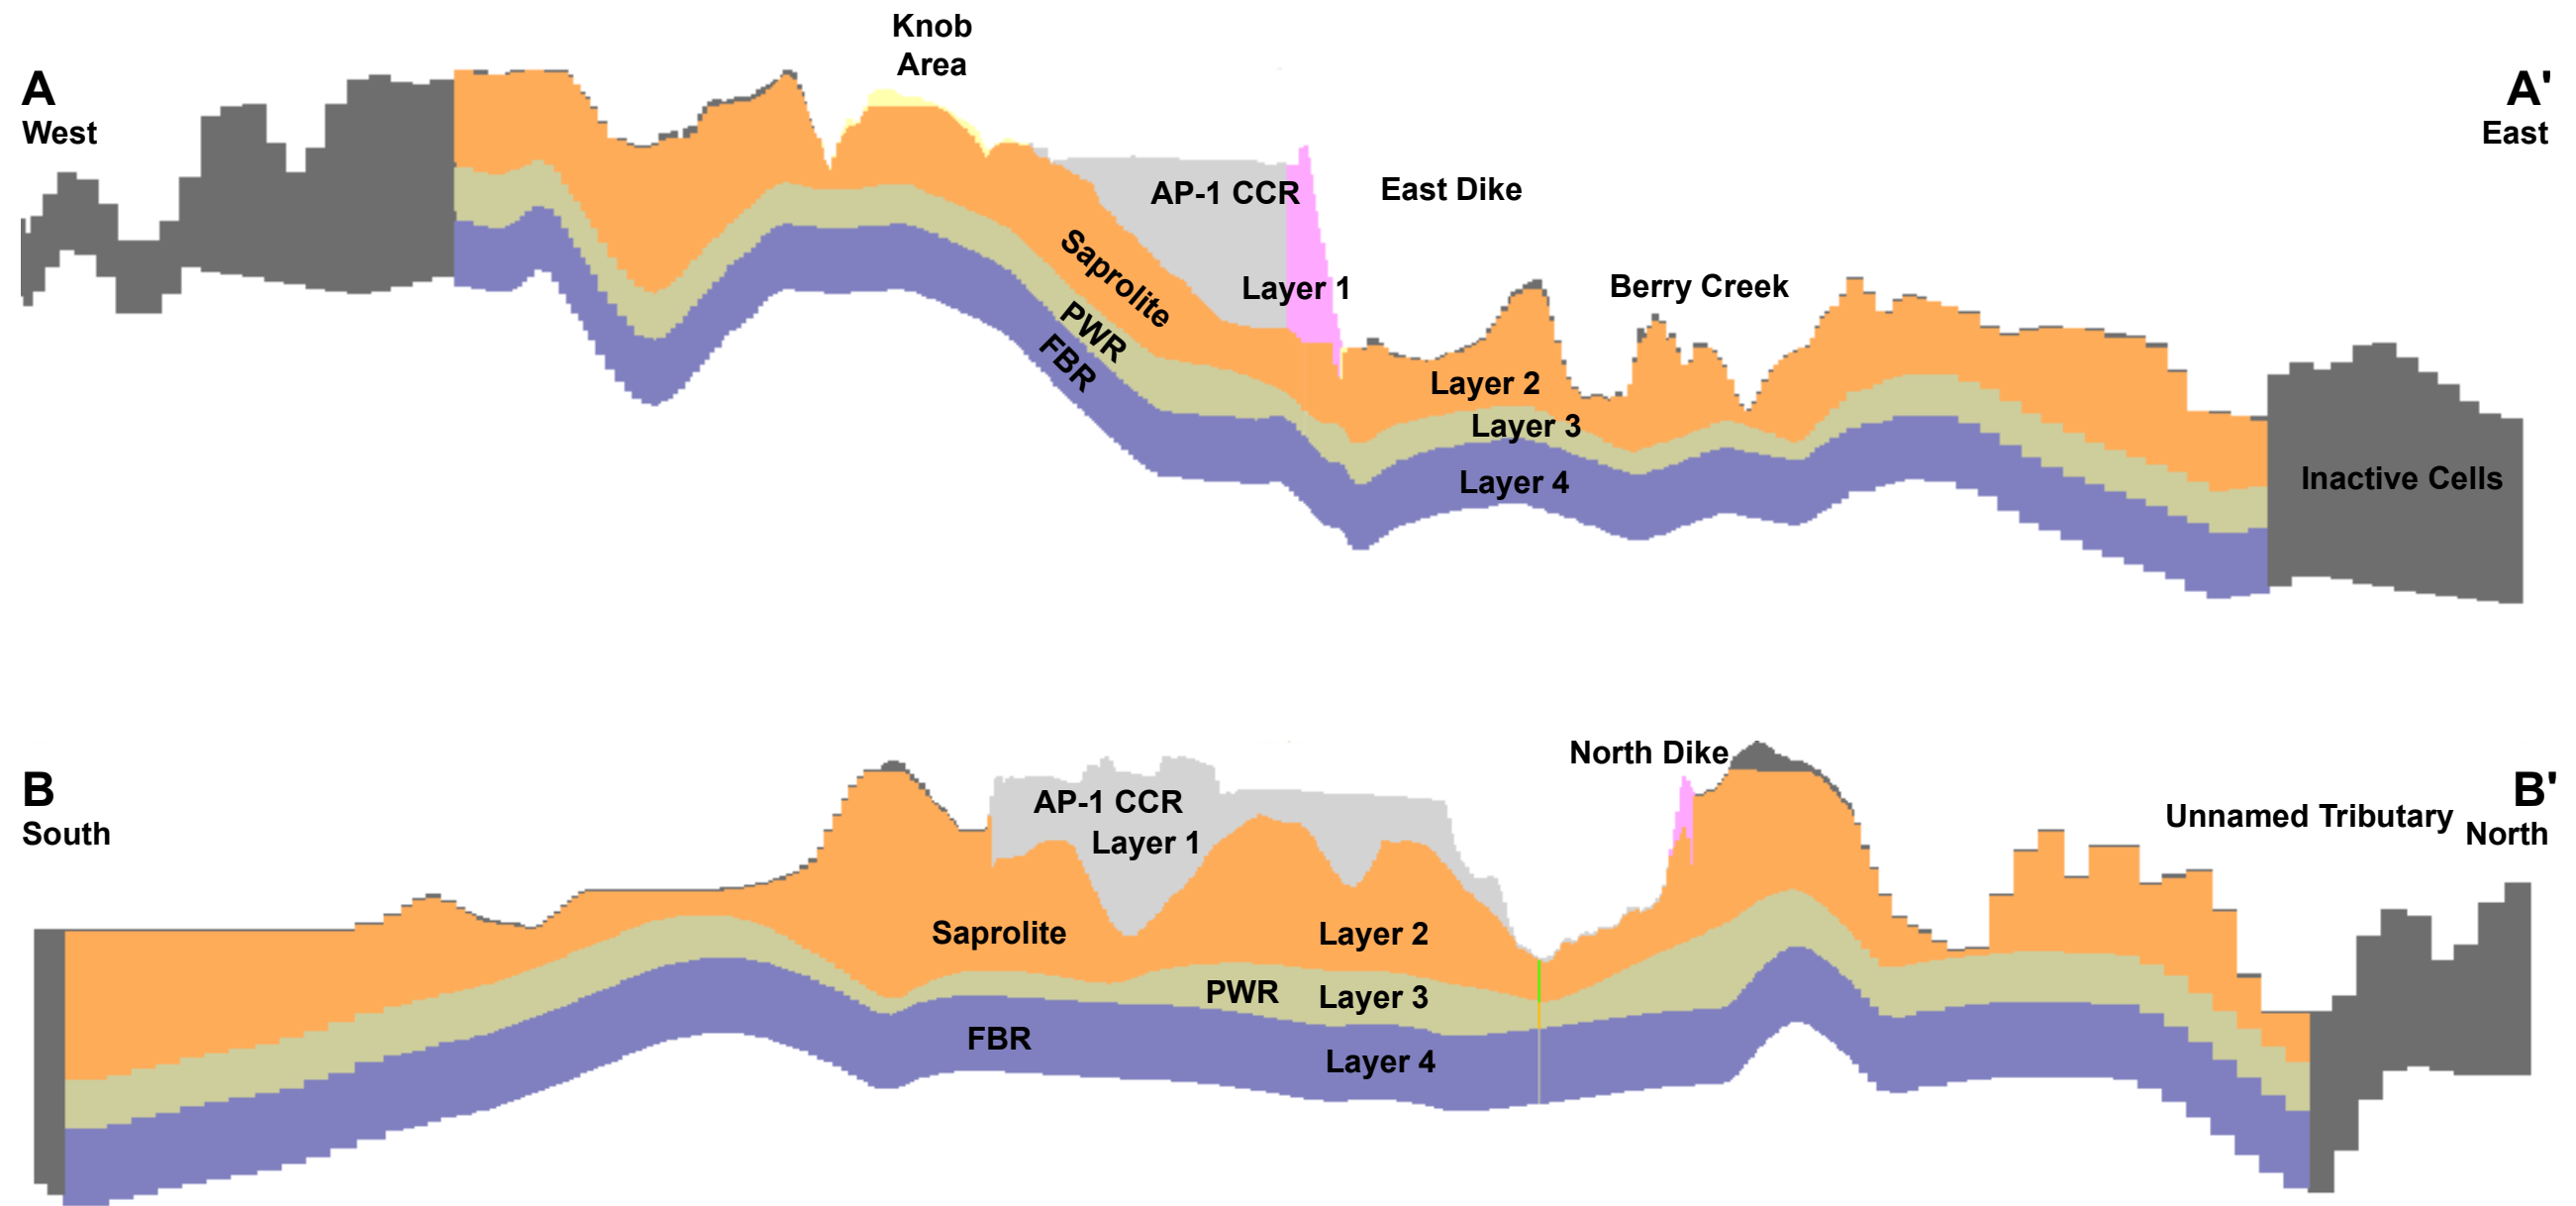 Knob
Area
A
West
A'
East
AP-1 CCR
East Dike
Saprolite
Layer 1
Berry Creek
PWR
FBR
Layer 2
Layer 3
Layer 4
Inactive Cells
B
South
North Dike
B'
North
Unnamed Tributary
AP-1 CCR
Layer 1
Saprolite
Layer 2
PWR
Layer 3
FBR
Layer 4